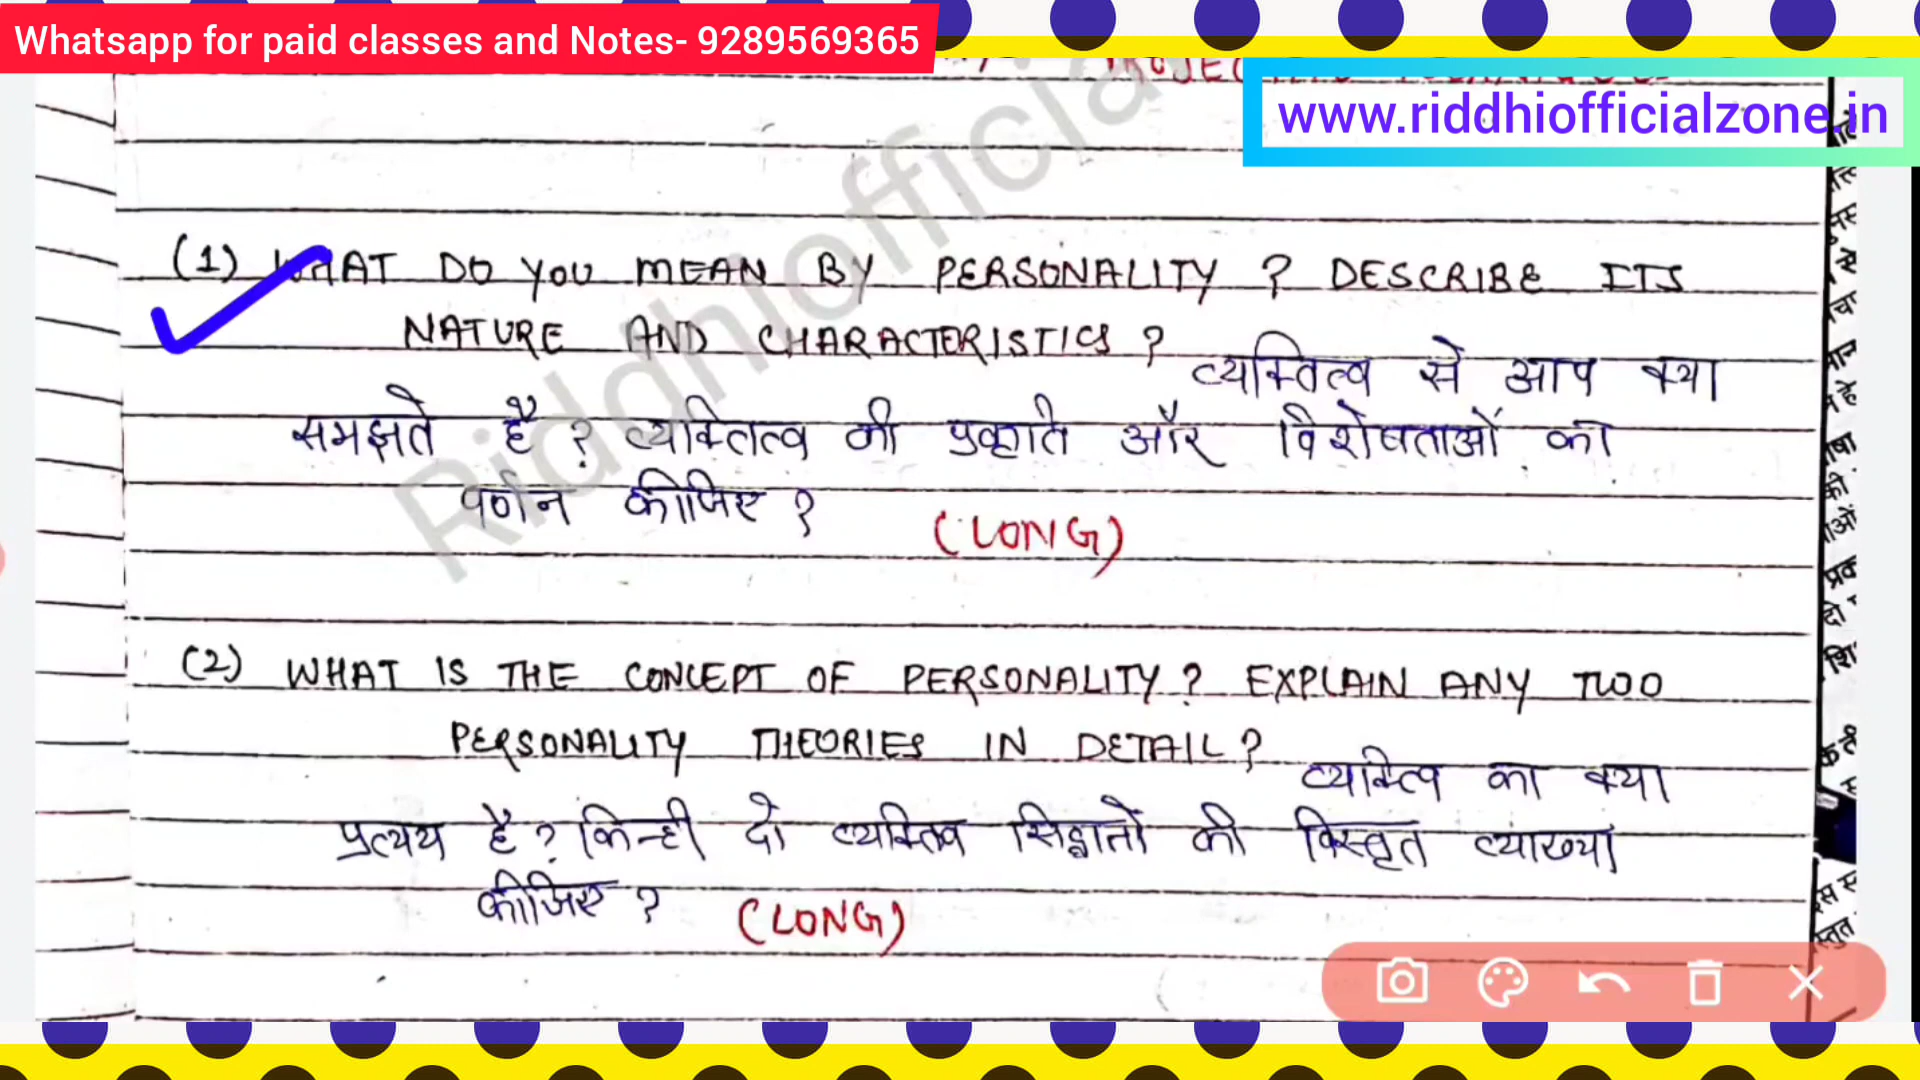 Whatsapp for paid classes and Notes- 9289569365
www.riddhiofficialzone.in
Riddhiofficial
(1) WHAT DO YOU MEAN BY PERSONALITY ? DESCRIBE ITS
NATURE AND CHARACTERISTICS ?
व्यक्तित्व से आप क्या
समझते है ? व्यक्तित्व की प्रकृति और विशेषताओं का
वर्णन कीजिए ?
(LONG)
(2) WHAT IS THE CONCEPT OF PERSONALITY ? EXPLAIN ANY TWO
PERSONALITY THEORIES IN DETAIL ?
व्यक्तित्व का क्या
प्रत्यय है ? किन्ही दो व्यक्तित्व सिद्धातों की विस्तृत व्याख्या
कीजिए ?
(LONG)